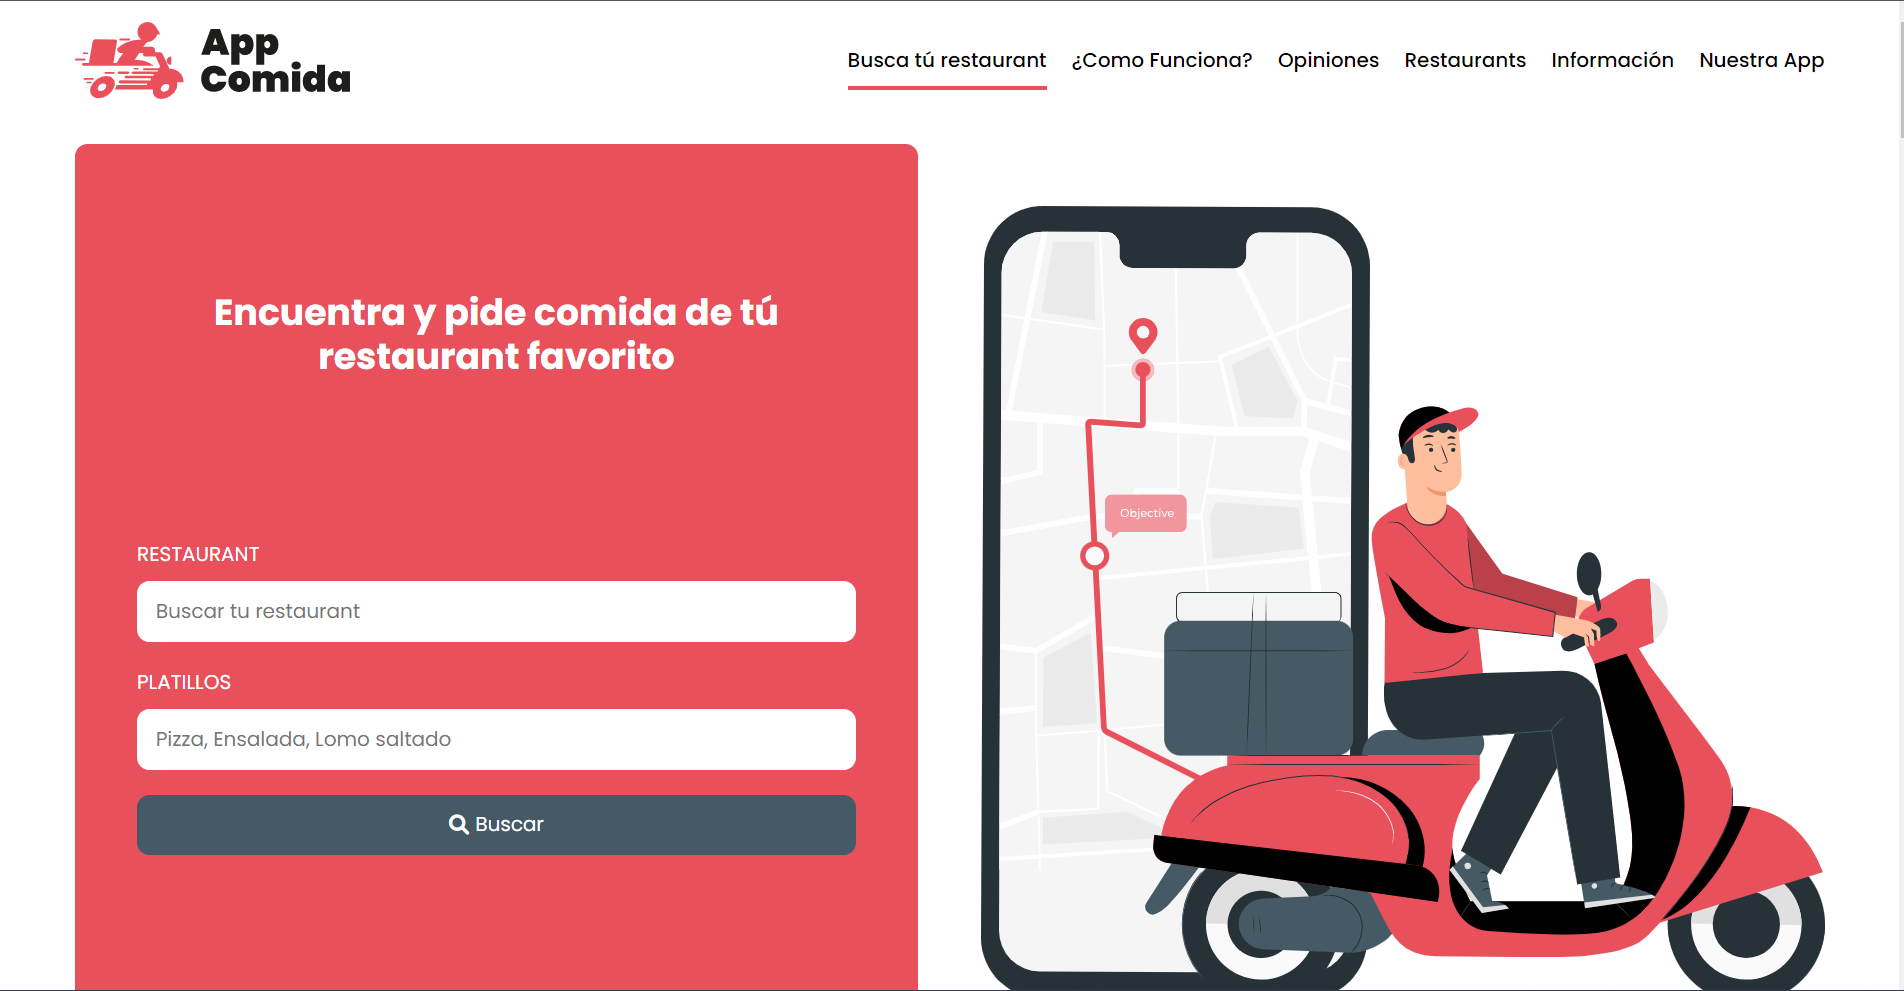 App
Comida
Busca tú restaurant
¿Como Funciona?
Opiniones
Restaurants
Información
Nuestra App
Encuentra y pide comida de tú
restaurant favorito
RESTAURANT
Buscar tu restaurant
PLATILLOS
Pizza, Ensalada, Lomo saltado
Buscar
Objective